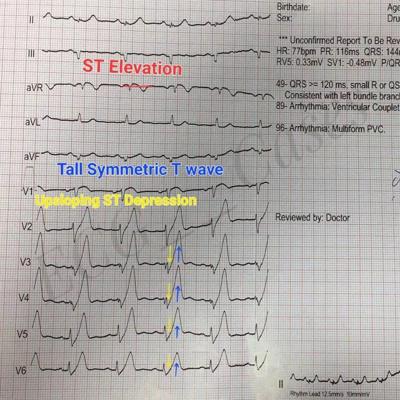 Birthdate:
Sex:
II
*** Unconfirmed Report To Be Rev
HR: 77bpm PR: 116ms QRS: 144m
RV5: 0.33mV SV1: -0.48mV P/QR
III
ST Elevation
49- QRS >= 120 ms, small R or QS
Consistent with left bundle branc
89- Arrhythmia: Ventricular Couplet
96- Arrhythmia: Multiform PVC.
aVR
aVL
aVF
Tall Symmetric T wave
V1
Upsloping ST Depression
Reviewed by: Doctor
V2
V3
V4
V5
V6
II
Rhythm Lead 12.5mm/s 10mm/mV